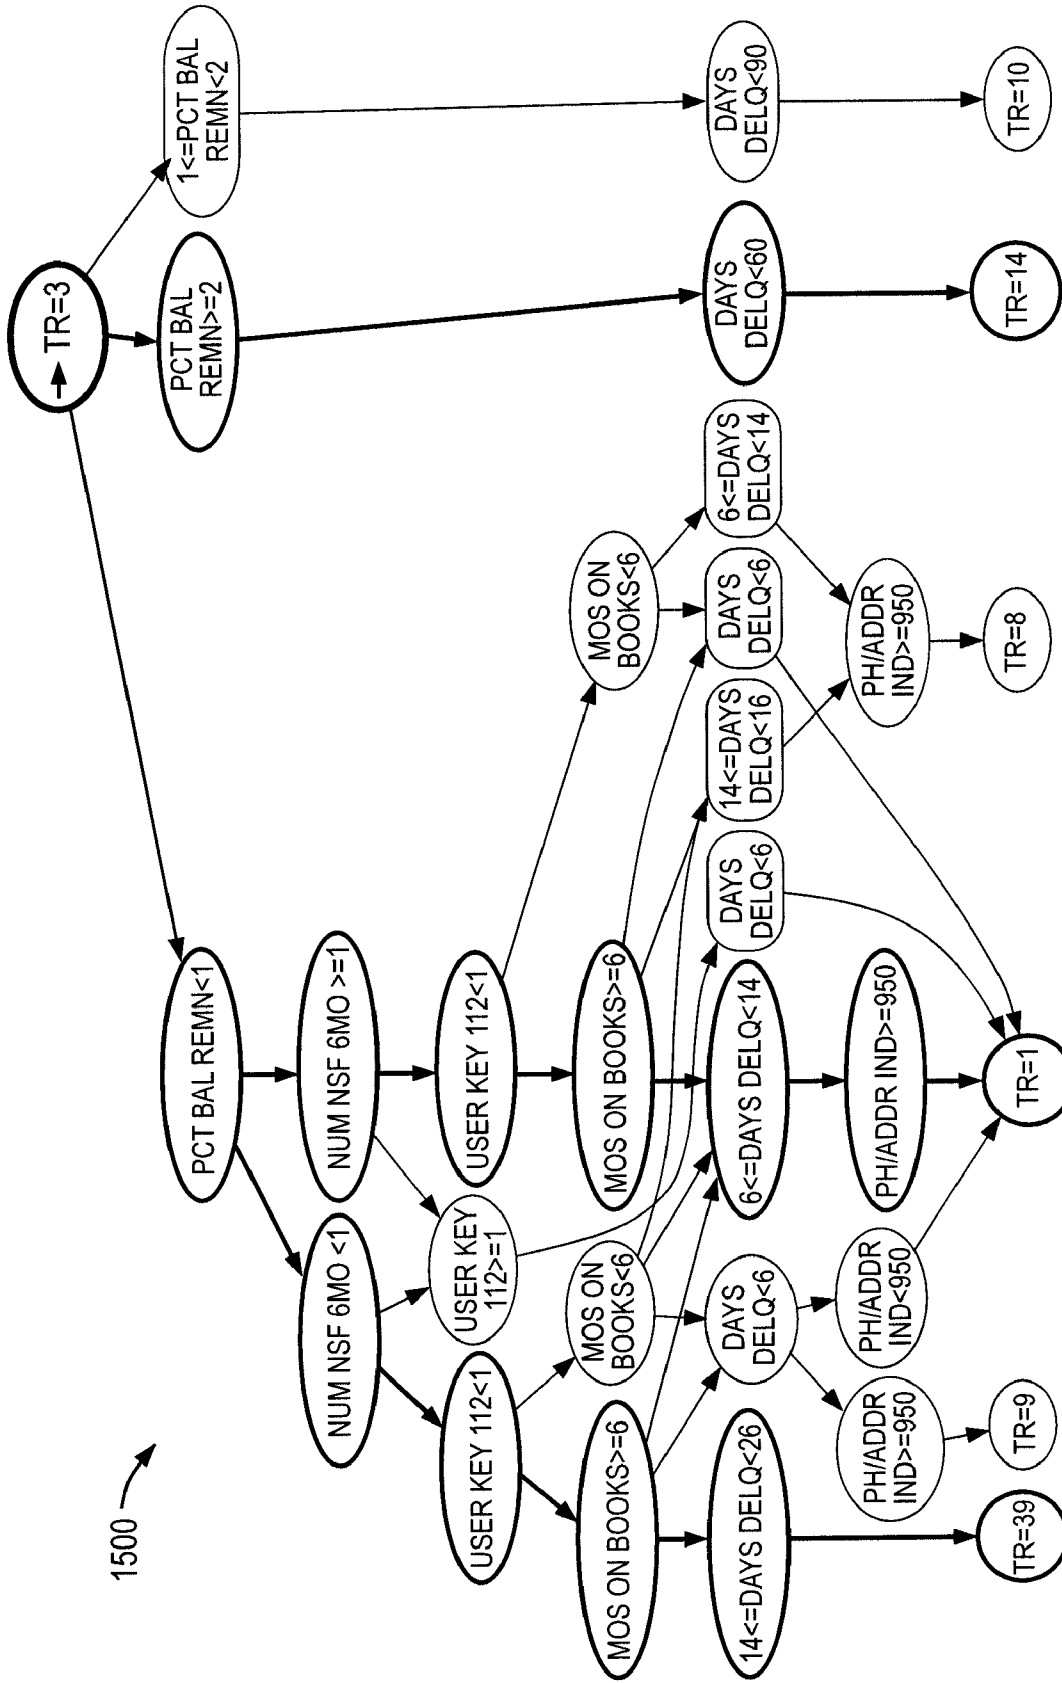 1500
TR=3
PCT BAL REMN<1
PCT BAL
REMN>=2
1<=PCT BAL
REMN<2
NUM NSF 6MO <1
NUM NSF 6MO >=1
USER KEY 112<1
USER KEY
112>=1
USER KEY 112<1
MOS ON BOOKS>=6
MOS ON
BOOKS<6
MOS ON BOOKS>=6
MOS ON
BOOKS<6
14<=DAYS DELQ<26
DAYS
DELQ<6
6<=DAYS DELQ<14
DAYS
DELQ<6
14<=DAYS
DELQ<16
DAYS
DELQ<6
6<=DAYS
DELQ<14
DAYS
DELQ<60
DAYS
DELQ<90
PH/ADDR
IND>=950
PH/ADDR
IND<950
PH/ADDR IND>=950
PH/ADDR
IND>=950
TR=39
TR=9
TR=1
TR=8
TR=14
TR=10